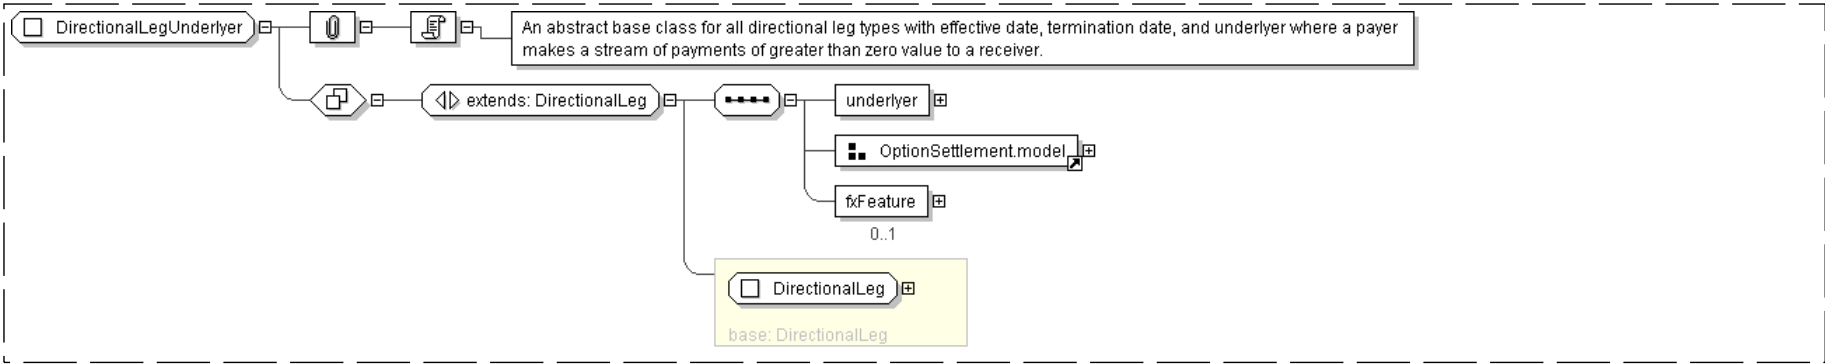 DirectionalLegUnderlyer
An abstract base class for all directional leg types with effective date, termination date, and underlyer where a payer
makes a stream of payments of greater than zero value to a receiver.
extends: DirectionalLeg
underlyer
OptionSettlement.model
fxFeature
0..1
DirectionalLeg
base: DirectionalLeg